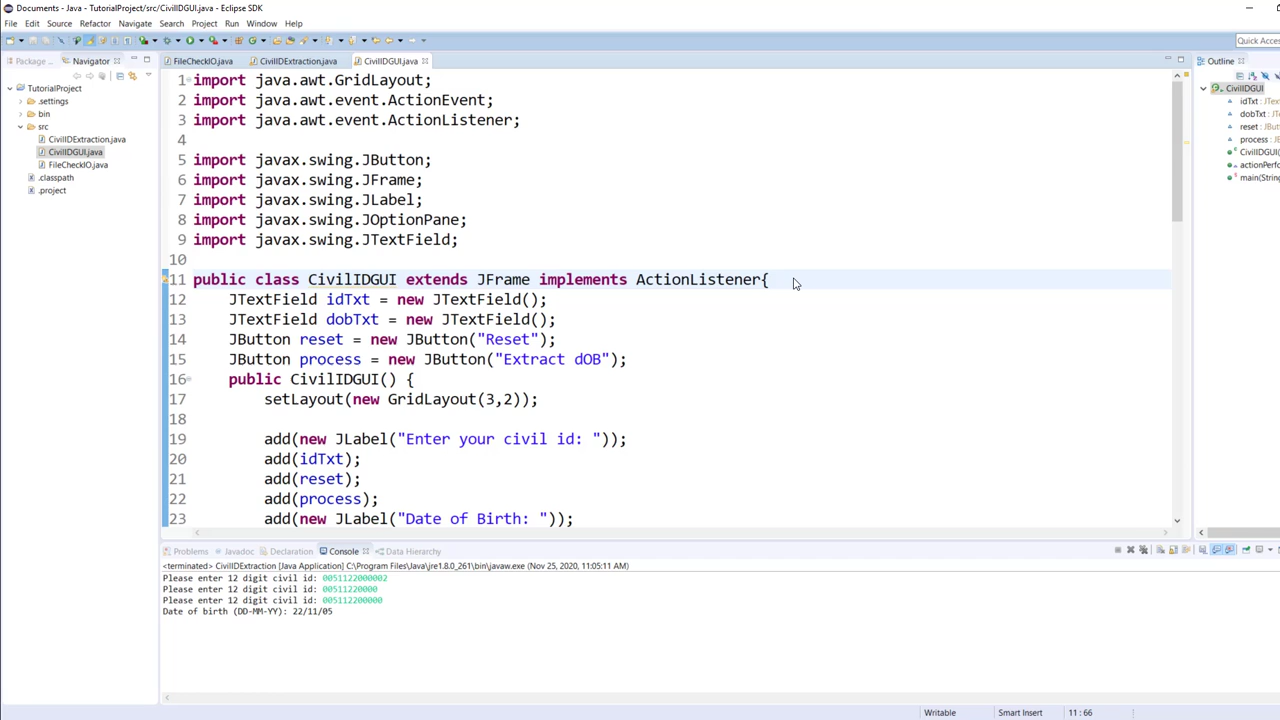 Documents - Java - TutorialProject/src/CivilIDGUI.java - Eclipse SDK
File Edit Source Refactor Navigate Search Project Run Window Help
Quick Acces
Package ... Navigator
FileCheckIO.java CivilIDExtraction.java CivilIDGUI.java
Outline
TutorialProject
.settings
bin
src
CivilIDExtraction.java
CivilIDGUI.java
FileCheckIO.java
.classpath
.project
1 import java.awt.GridLayout;
2 import java.awt.event.ActionEvent;
3 import java.awt.event.ActionListener;
4
5 import javax.swing.JButton;
6 import javax.swing.JFrame;
7 import javax.swing.JLabel;
8 import javax.swing.JOptionPane;
9 import javax.swing.JTextField;
10
11 public class CivilIDGUI extends JFrame implements ActionListener{
12 JTextField idTxt = new JTextField();
13 JTextField dobTxt = new JTextField();
14 JButton reset = new JButton("Reset");
15 JButton process = new JButton("Extract dOB");
16 public CivilIDGUI() {
17 setLayout(new GridLayout(3,2));
18
19 add(new JLabel("Enter your civil id: "));
20 add(idTxt);
21 add(reset);
22 add(process);
23 add(new JLabel("Date of Birth: "));
CivilIDGUI
idTxt : JTex
dobTxt : J
reset : JButt
process : J
CivilIDGUI(
actionPerfo
main(String
Problems Javadoc Declaration Console Data Hierarchy
<terminated> CivilIDExtraction [Java Application] C:\Program Files\Java\jre1.8.0_261\bin\javaw.exe (Nov 25, 2020, 11:05:11 AM)
Please enter 12 digit civil id: 0051122000002
Please enter 12 digit civil id: 00511220000
Please enter 12 digit civil id: 005112200000
Date of birth (DD-MM-YY): 22/11/05
Writable Smart Insert 11 : 66